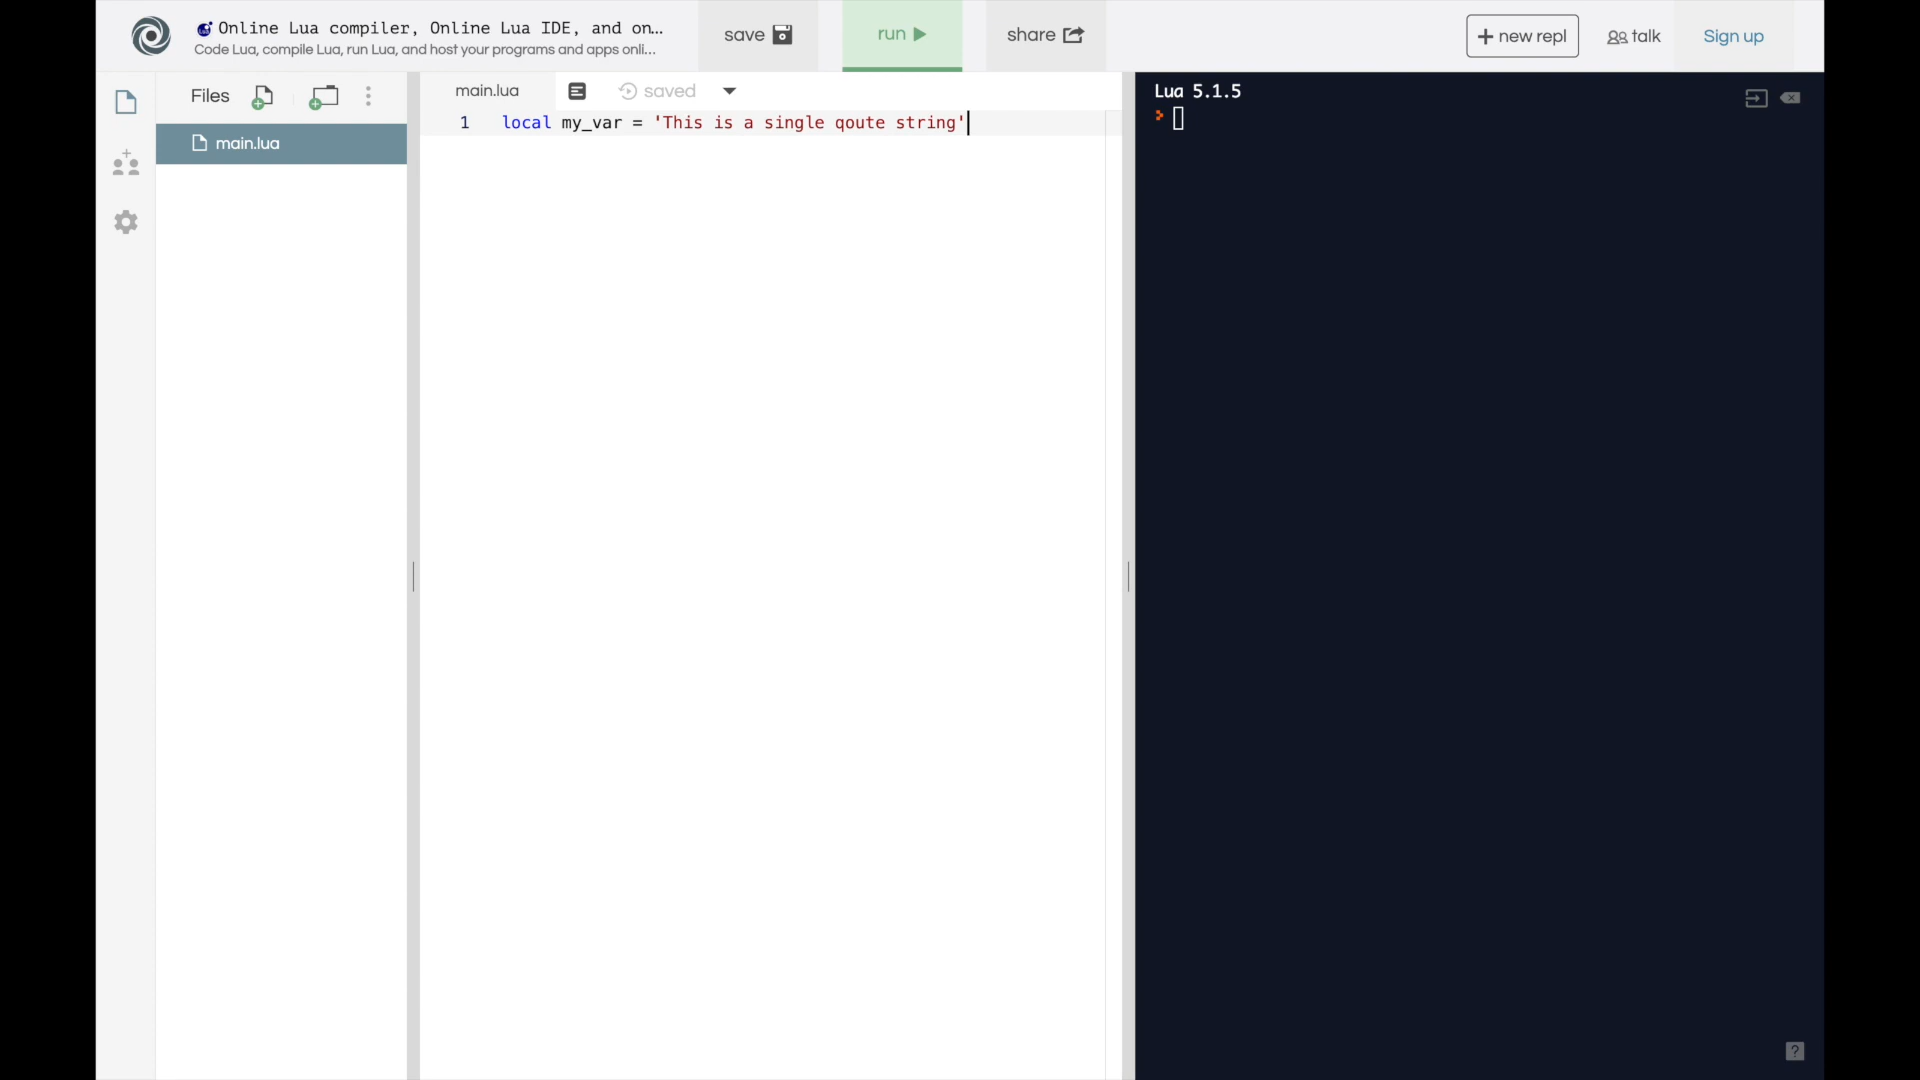 Online Lua compiler, Online Lua IDE, and on...
Code Lua, compile Lua, run Lua, and host your programs and apps onli...
save
run
share
+ new repl
talk
Sign up
Files
main.lua
main.lua
saved
1 local my_var = 'This is a single qoute string'
Lua 5.1.5
>
?